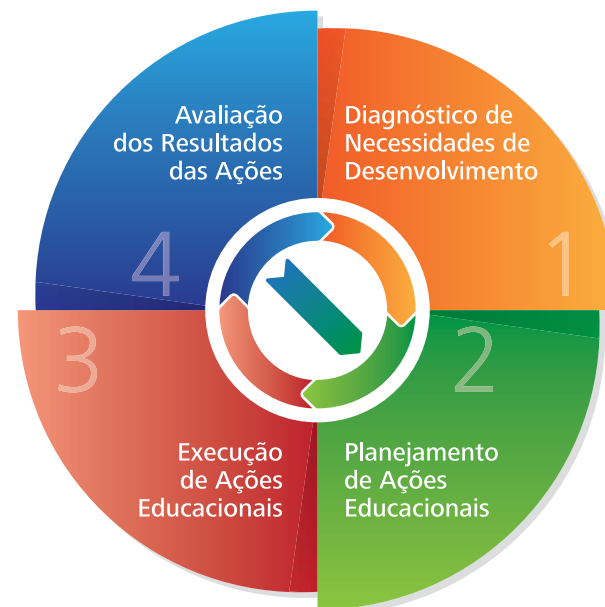 Diagnóstico de
Necessidades de
Desenvolvimento
1
2
Planejamento
de Ações
Educacionais
3
Execução
de Ações
Educacionais
Avaliação
dos Resultados
das Ações
4